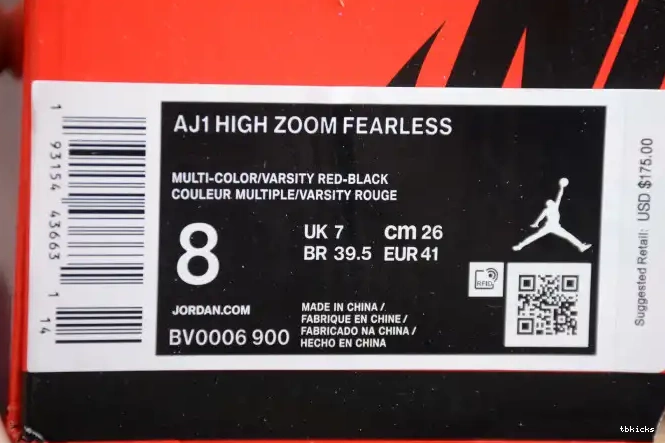 AJ1 HIGH ZOOM FEARLESS
MULTI-COLOR/VARSITY RED-BLACK
COULEUR MULTIPLE/VARSITY ROUGE
8
UK 7 cm 26
BR 39.5 EUR 41
JORDAN.COM
BV0006 900
MADE IN CHINA /
FABRIQUE EN CHINE /
FABRICADO NA CHINA /
HECHO EN CHINA
RFID
1 93154 43663 1 14
Suggested Retail: USD $175.00
tbkicks